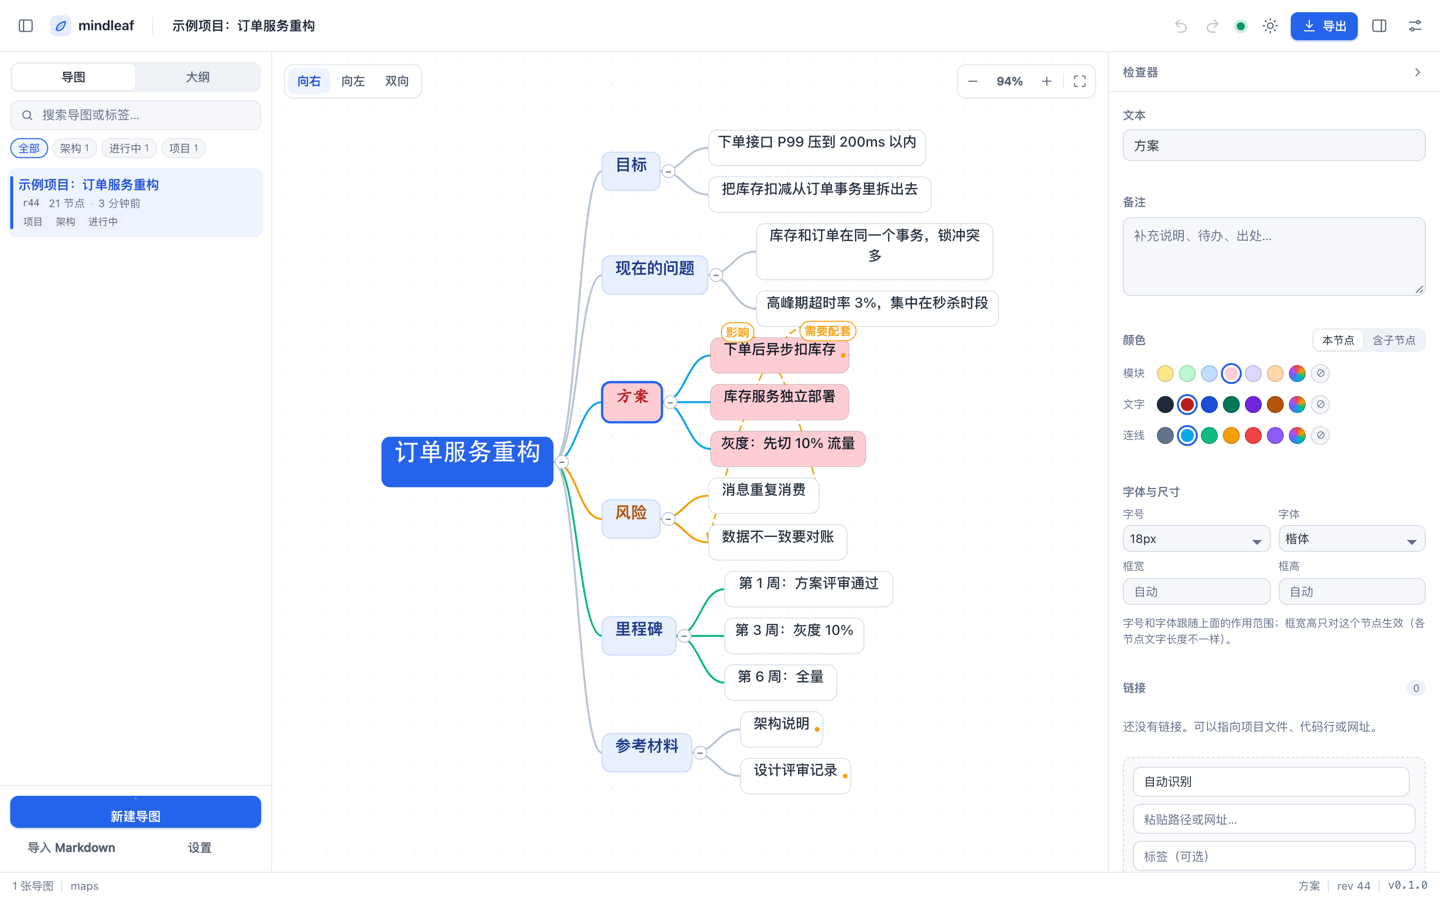 mindleaf
示例项目：订单服务重构
导出
导图
大纲
搜索导图或标签...
全部
架构 1
进行中 1
项目 1
示例项目：订单服务重构
r44 21 节点 · 3 分钟前
项目 架构 进行中
新建导图
导入 Markdown
设置
1 张导图
maps
向右
向左
双向
94%
订单服务重构
目标
下单接口 P99 压到 200ms 以内
把库存扣减从订单事务里拆出去
现在的问题
库存和订单在同一个事务，锁冲突
多
高峰期超时率 3%，集中在秒杀时段
影响
需要配套
方案
下单后异步扣库存
库存服务独立部署
灰度：先切 10% 流量
风险
消息重复消费
数据不一致要对账
里程碑
第 1 周：方案评审通过
第 3 周：灰度 10%
第 6 周：全量
参考材料
架构说明
设计评审记录
检查器
文本
方案
备注
补充说明、待办、出处...
颜色
本节点
含子节点
模块
文字
连线
字体与尺寸
字号
字体
18px
楷体
框宽
框高
自动
自动
字号和字体跟随上面的作用范围；框宽高只对这个节点生效（各
节点文字长度不一样）。
链接
0
还没有链接。可以指向项目文件、代码行或网址。
自动识别
粘贴路径或网址...
标签（可选）
方案
rev 44
v0.1.0